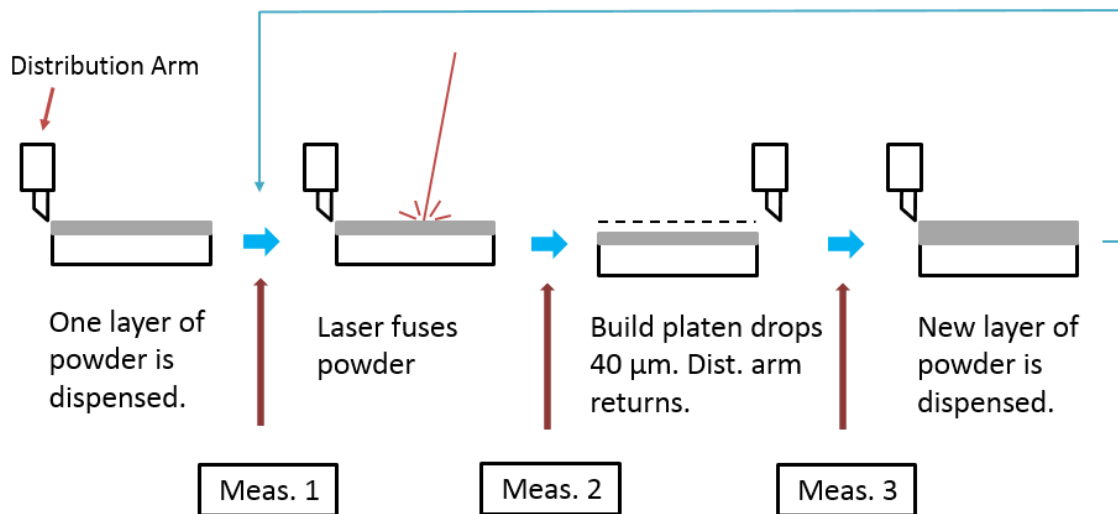 Distribution Arm
One layer of
powder is
dispensed.
Laser fuses
powder
Build platen drops
40 µm. Dist. arm
returns.
New layer of
powder is
dispensed.
Meas. 1
Meas. 2
Meas. 3